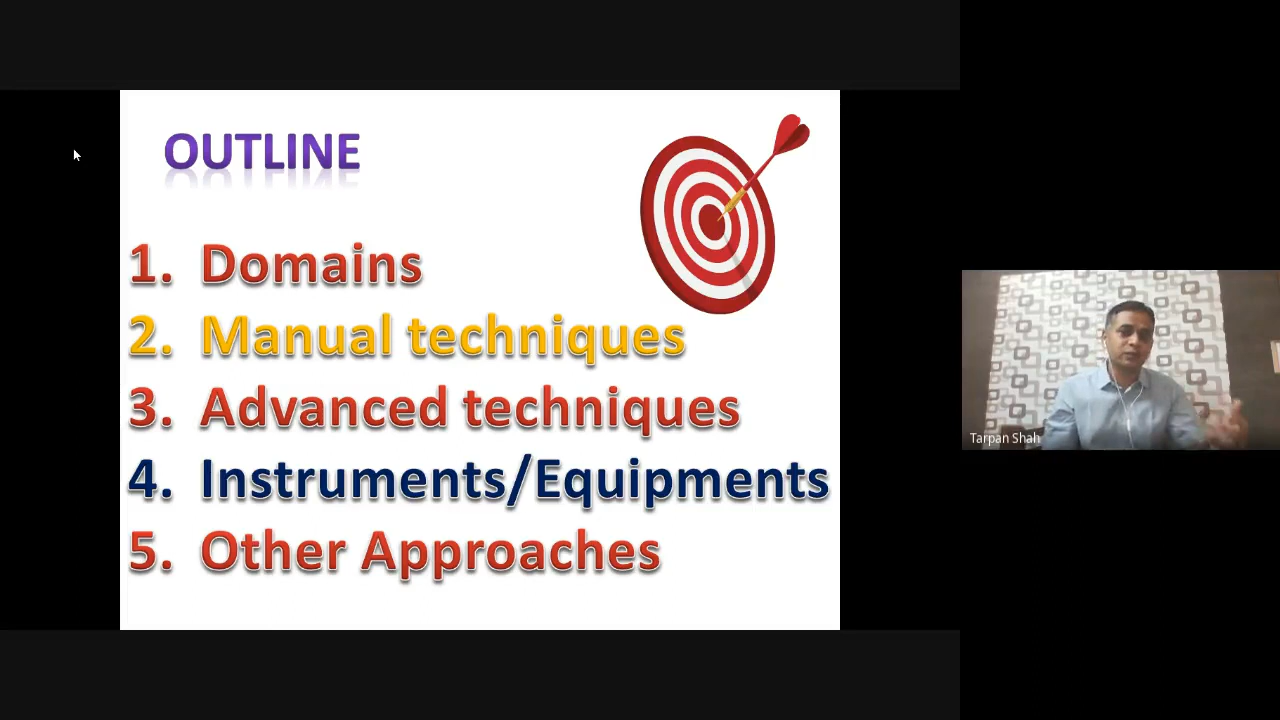 OUTLINE
1. Domains
2. Manual techniques
3. Advanced techniques
4. Instruments/Equipments
5. Other Approaches
Tarpan Shah